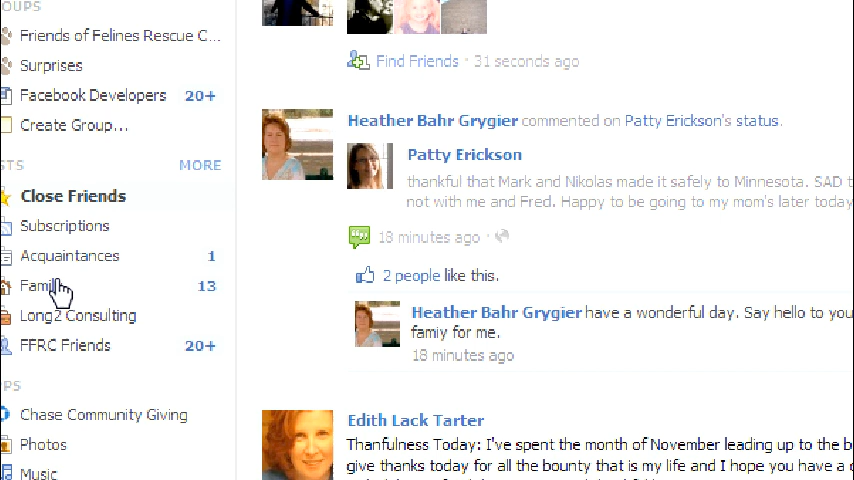 OUPS
Friends of Felines Rescue C...
Surprises
Facebook Developers 20+
Create Group...
STS MORE
Close Friends
Subscriptions
Acquaintances 1
Famil 13
Long2 Consulting
FFRC Friends 20+
PS
Chase Community Giving
Photos
Music
Find Friends · 31 seconds ago
Heather Bahr Grygier commented on Patty Erickson's status.
Patty Erickson
thankful that Mark and Nikolas made it safely to Minnesota. SAD t
not with me and Fred. Happy to be going to my mom's later today
18 minutes ago ·
2 people like this.
Heather Bahr Grygier have a wonderful day. Say hello to you
famiy for me.
18 minutes ago
Edith Lack Tarter
Thanfulness Today: I've spent the month of November leading up to the b
give thanks today for all the bounty that is my life and I hope you have a